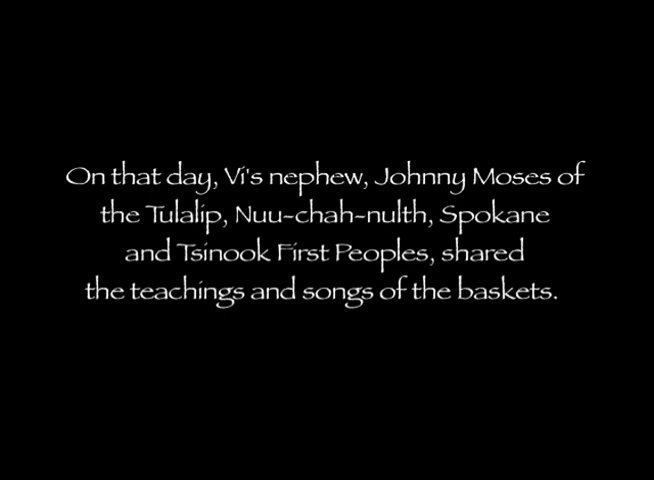 On that day, Vi's nephew, Johnny Moses of
the Tulalip, Nuu-chah-nulth, Spokane
and Tsinook First Peoples, shared
the teachings and songs of the baskets.